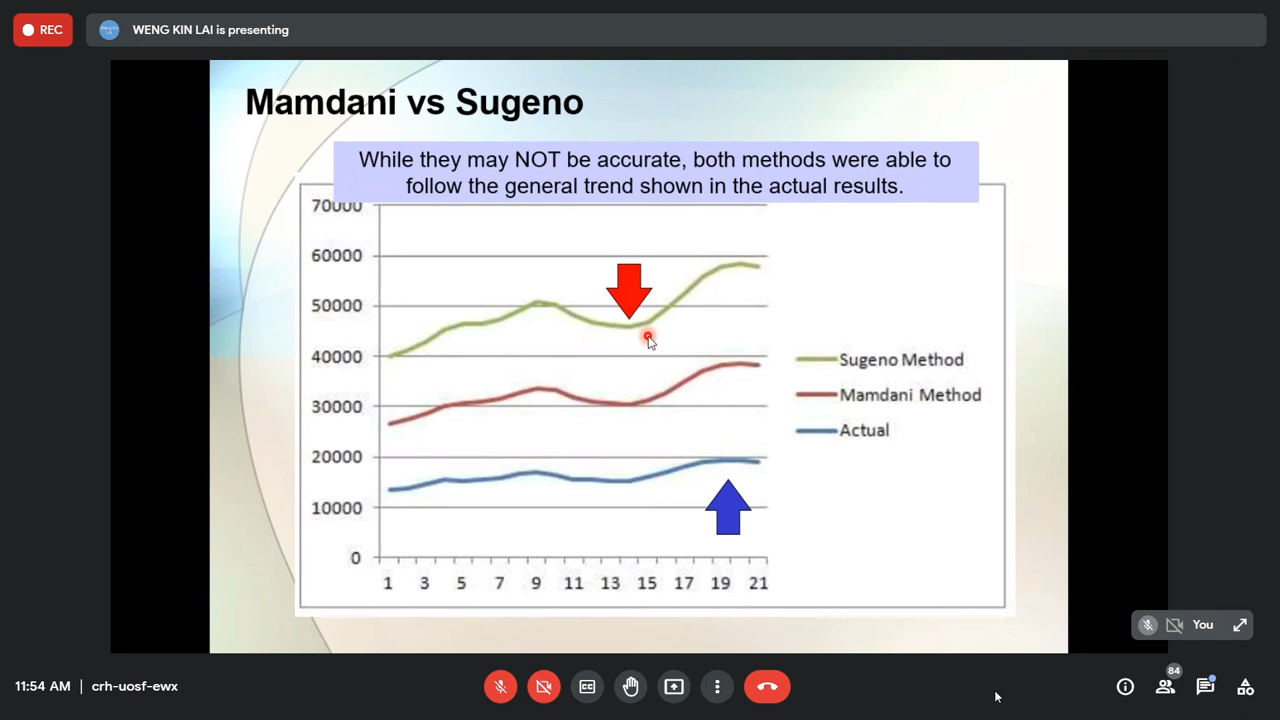 REC
WENG KIN LAI is presenting
Mamdani vs Sugeno
While they may NOT be accurate, both methods were able to
follow the general trend shown in the actual results.
70000
60000
50000
40000
30000
20000
10000
0
1 3 5 7 9 11 13 15 17 19 21
Sugeno Method
Mamdani Method
Actual
You
11:54 AM | crh-uosf-ewx
84